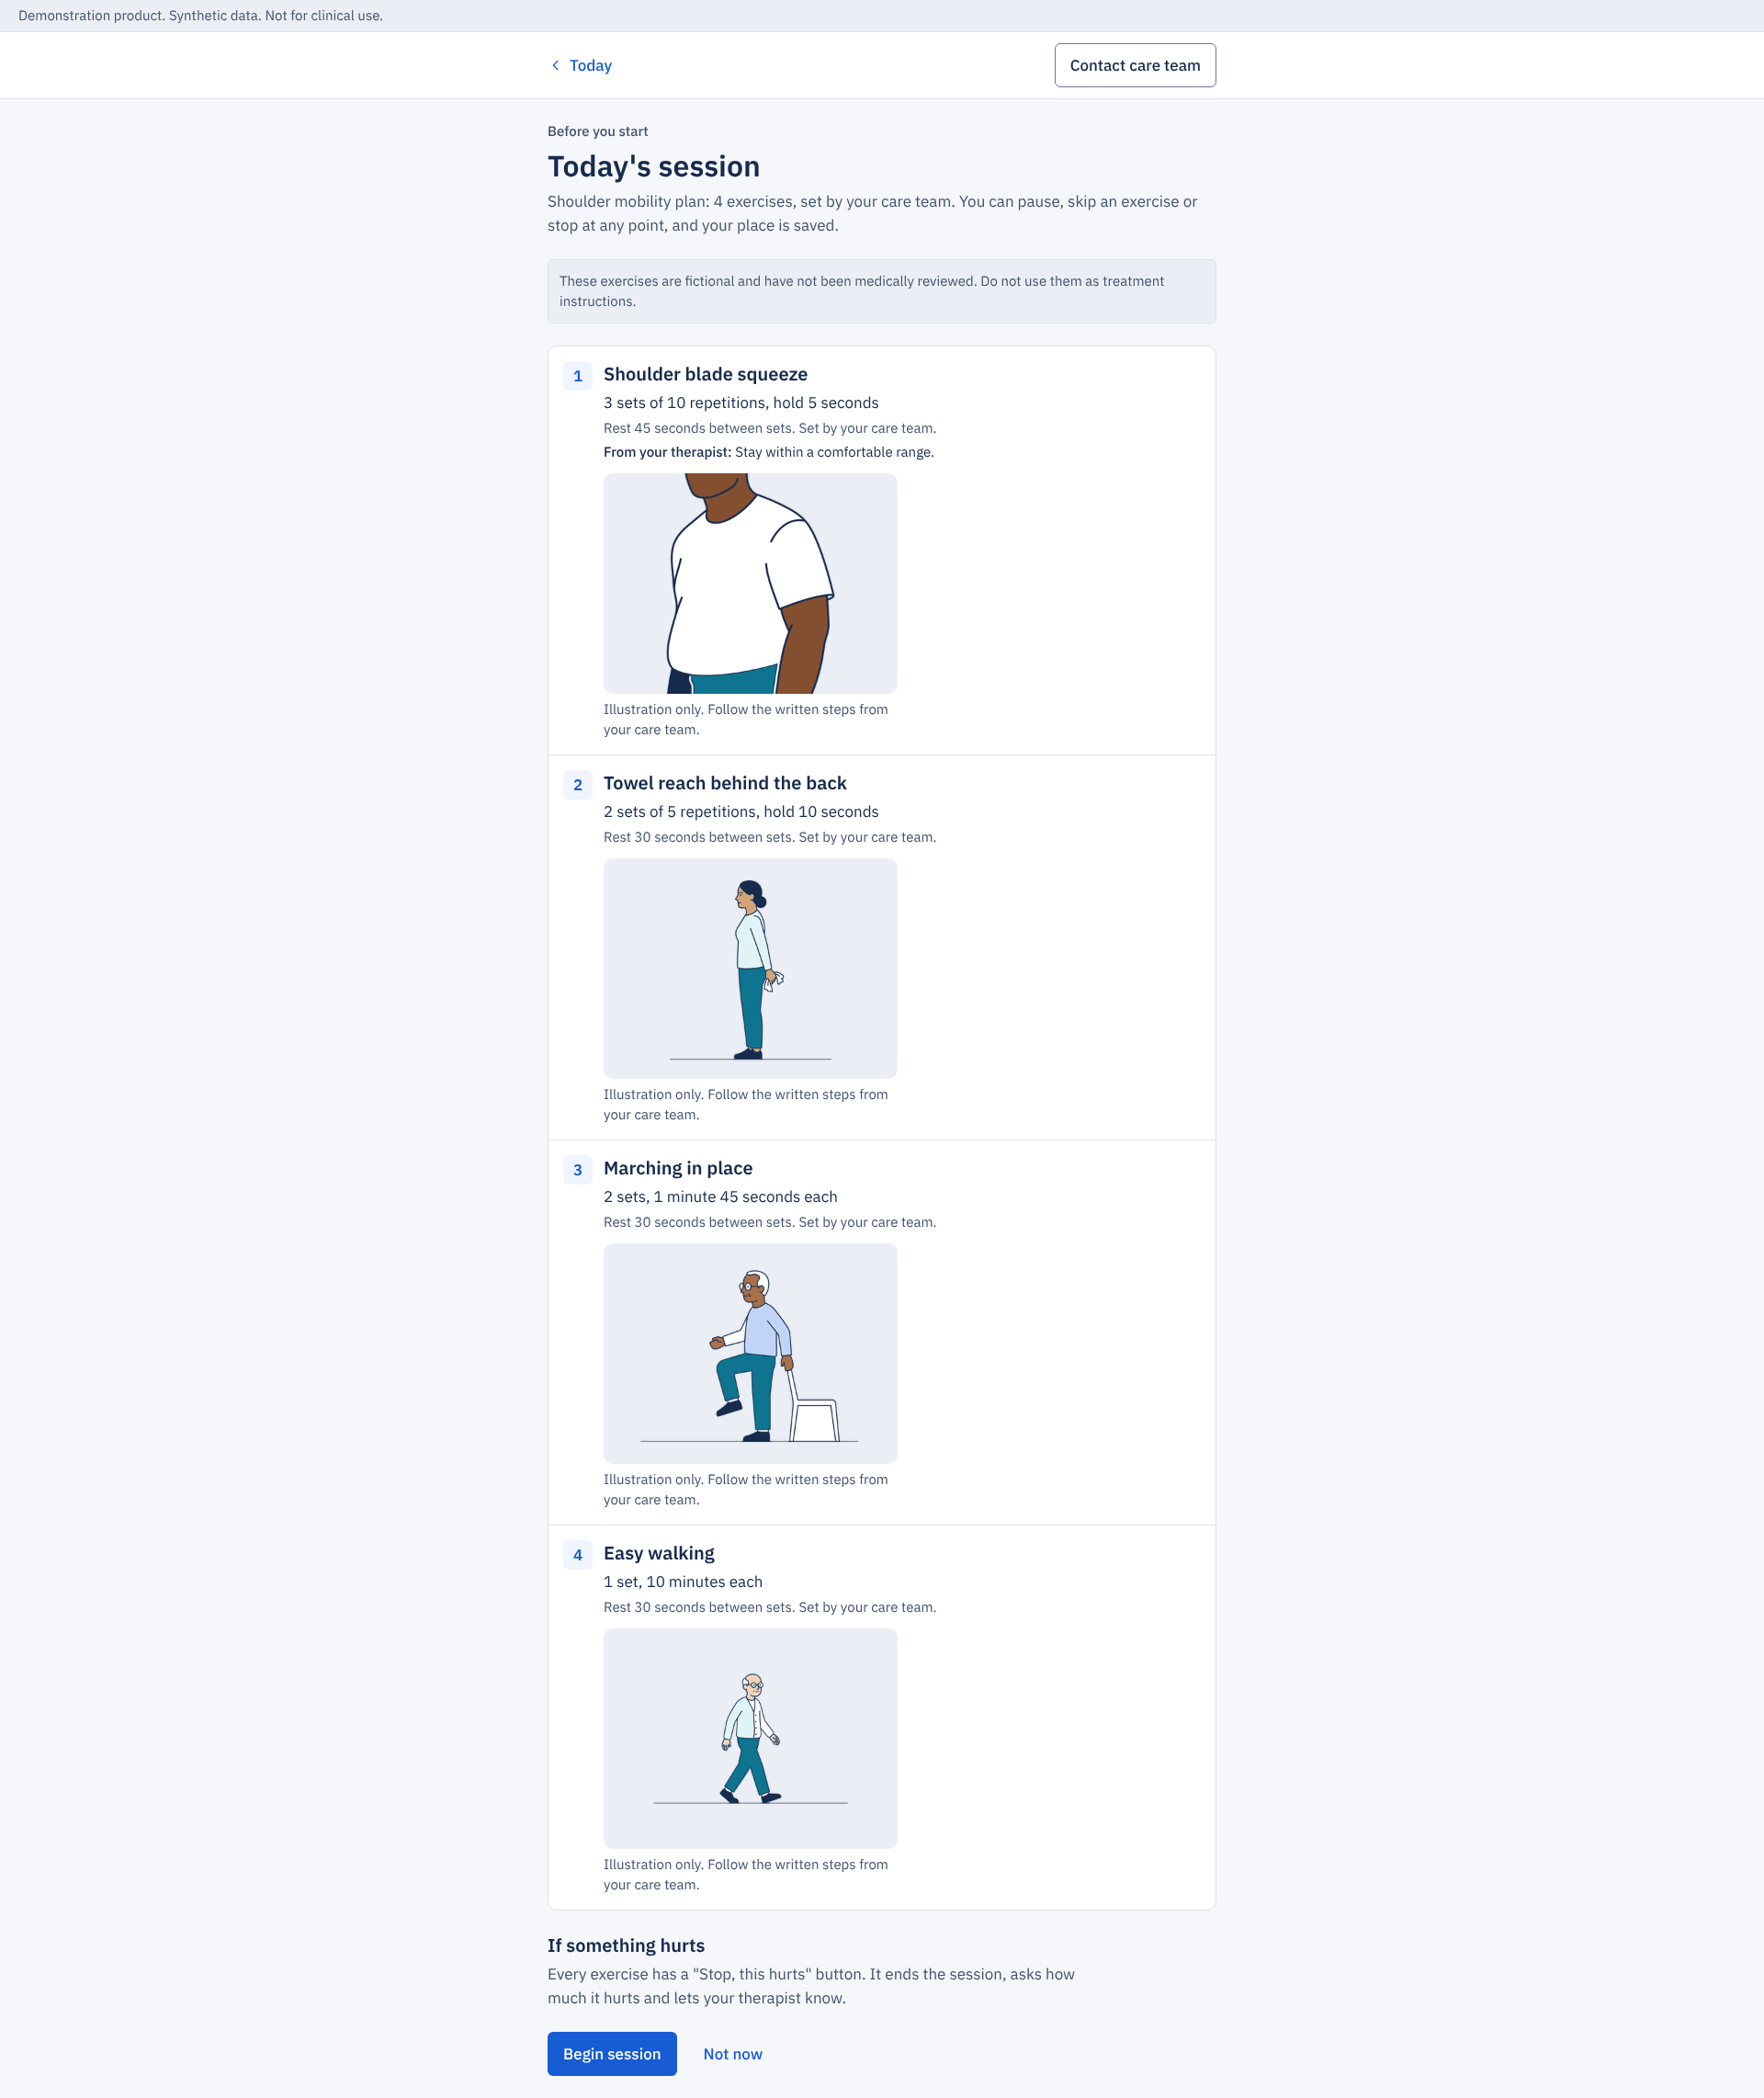 Demonstration product. Synthetic data. Not for clinical use.
Today
Contact care team
Before you start
Today's session
Shoulder mobility plan: 4 exercises, set by your care team. You can pause, skip an exercise or
stop at any point, and your place is saved.
These exercises are fictional and have not been medically reviewed. Do not use them as treatment
instructions.
1
Shoulder blade squeeze
3 sets of 10 repetitions, hold 5 seconds
Rest 45 seconds between sets. Set by your care team.
From your therapist: Stay within a comfortable range.
Illustration only. Follow the written steps from
your care team.
2
Towel reach behind the back
2 sets of 5 repetitions, hold 10 seconds
Rest 30 seconds between sets. Set by your care team.
Illustration only. Follow the written steps from
your care team.
3
Marching in place
2 sets, 1 minute 45 seconds each
Rest 30 seconds between sets. Set by your care team.
Illustration only. Follow the written steps from
your care team.
4
Easy walking
1 set, 10 minutes each
Rest 30 seconds between sets. Set by your care team.
Illustration only. Follow the written steps from
your care team.
If something hurts
Every exercise has a "Stop, this hurts" button. It ends the session, asks how
much it hurts and lets your therapist know.
Begin session
Not now